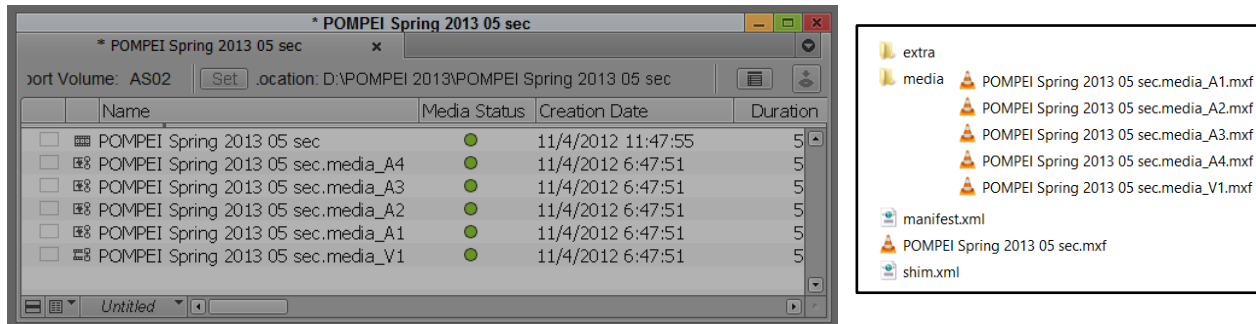 * POMPEI Spring 2013 05 sec
* POMPEI Spring 2013 05 sec x
port Volume: AS02 Set .ocation: D:\POMPEI 2013\POMPEI Spring 2013 05 sec
Name Media Status Creation Date Duration
POMPEI Spring 2013 05 sec 11/4/2012 11:47:55 5
POMPEI Spring 2013 05 sec.media_A4 11/4/2012 6:47:51 5
POMPEI Spring 2013 05 sec.media_A3 11/4/2012 6:47:51 5
POMPEI Spring 2013 05 sec.media_A2 11/4/2012 6:47:51 5
POMPEI Spring 2013 05 sec.media_A1 11/4/2012 6:47:51 5
POMPEI Spring 2013 05 sec.media_V1 11/4/2012 6:47:51 5
Untitled
extra
media POMPEI Spring 2013 05 sec.media_A1.mxf
POMPEI Spring 2013 05 sec.media_A2.mxf
POMPEI Spring 2013 05 sec.media_A3.mxf
POMPEI Spring 2013 05 sec.media_A4.mxf
POMPEI Spring 2013 05 sec.media_V1.mxf
manifest.xml
POMPEI Spring 2013 05 sec.mxf
shim.xml